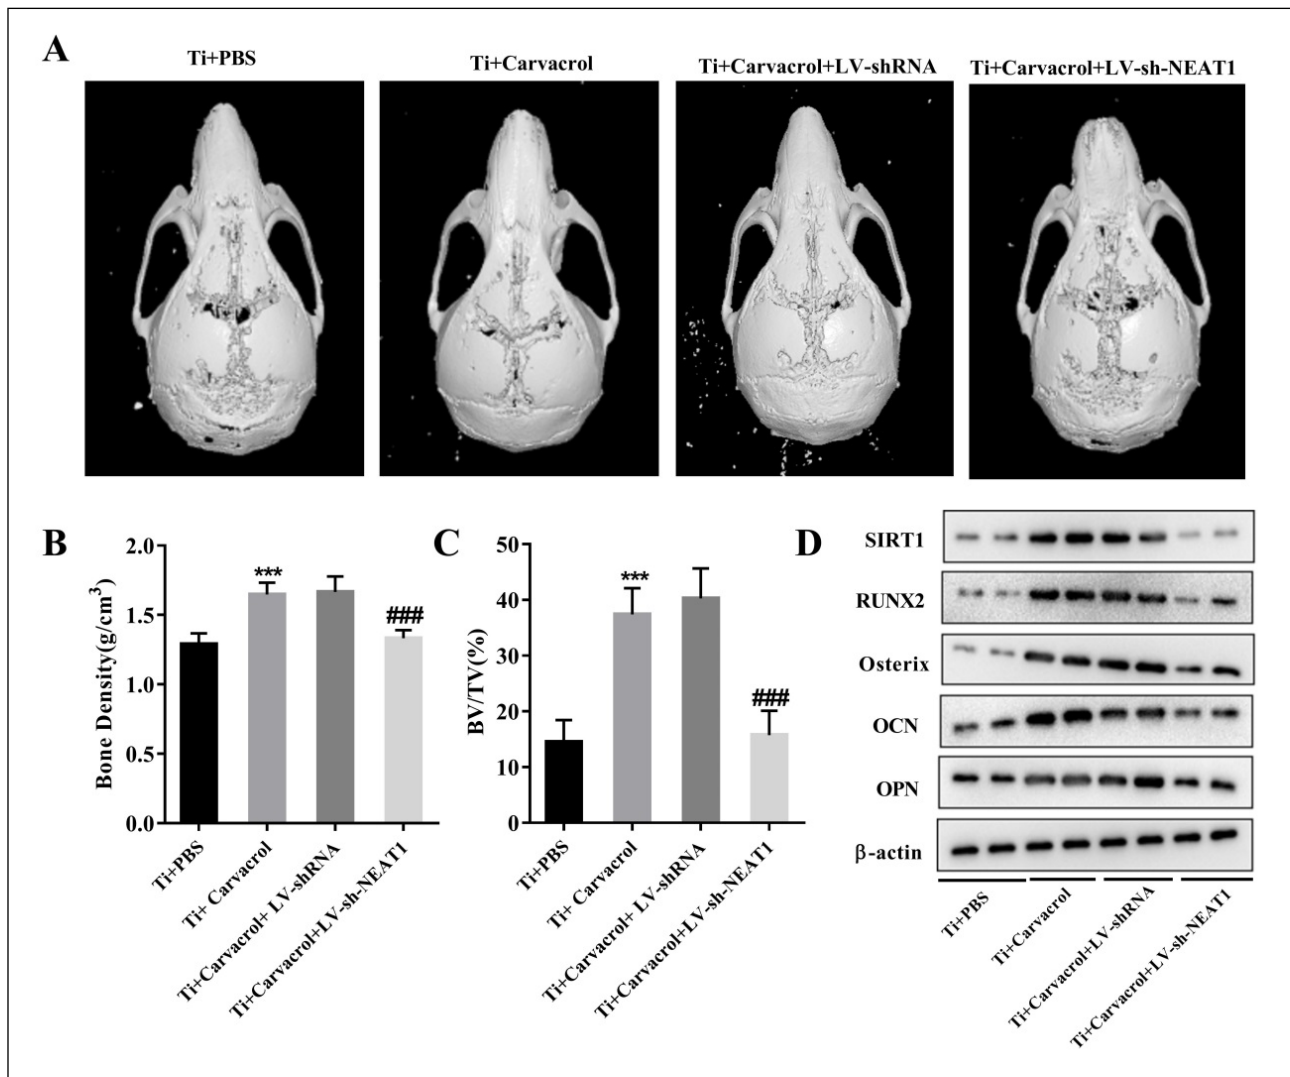 A
Ti+PBS
Ti+Carvacrol
Ti+Carvacrol+LV-shRNA
Ti+Carvacrol+LV-sh-NEAT1
B
Bone Density(g/cm³)
2.0
1.5
1.0
0.5
0.0
***
###
Ti+PBS
Ti+ Carvacrol
Ti+Carvacrol+ LV-shRNA
Ti+Carvacrol+LV-sh-NEAT1
C
BV/TV(%)
50
40
30
20
10
0
***
###
Ti+PBS
Ti+ Carvacrol
Ti+Carvacrol+ LV-shRNA
Ti+Carvacrol+LV-sh-NEAT1
D
SIRT1
RUNX2
Osterix
OCN
OPN
β-actin
Ti+PBS
Ti+Carvacrol
Ti+Carvacrol+LV-shRNA
Ti+Carvacrol+LV-sh-NEAT1